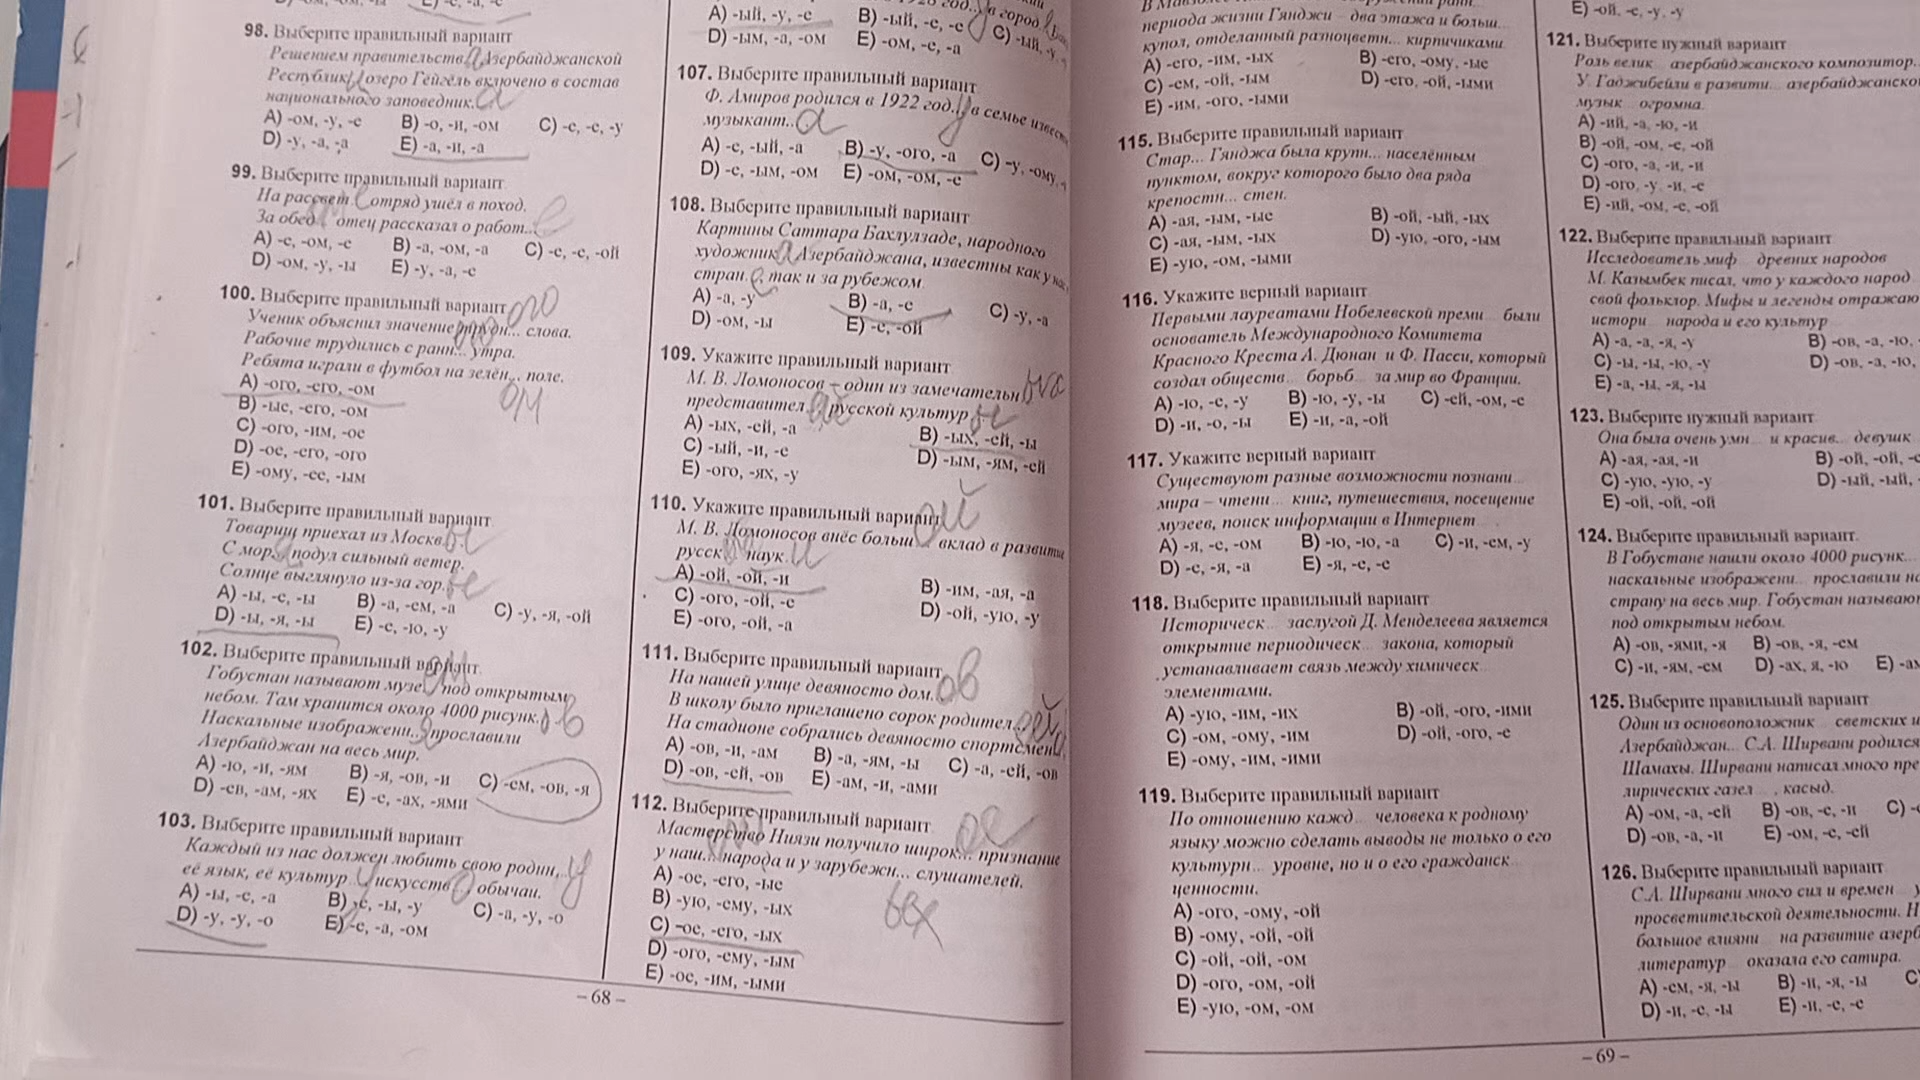 98. Выберите правильный вариант
Решением правительств Азербайджанской
Республик озеро Гейгёль включено в состав
национального заповедник.
A) -ом, -у, -е B) -о, -и, -ом C) -е, -е, -у
D) -у, -а, -а E) -а, -и, -а
99. Выберите правильный вариант
На рассвет отряд ушёл в поход.
За обед отец рассказал о работ...
A) -е, -ом, -е B) -а, -ом, -а C) -е, -е, -ой
D) -ом, -у, -ы E) -у, -а, -е
100. Выберите правильный вариант
ого
Ученик объяснил значение трудн... слова.
Рабочие трудились с ранн... утра.
Ребята играли в футбол на зелён... поле.
A) -ого, -его, -ом
ом
B) -ые, -его, -ом
C) -ого, -им, -ое
D) -ое, -его, -ого
E) -ому, -ее, -ым
101. Выберите правильный вариант
Товарищ приехал из Москв
С мор... подул сильный ветер.
Солнце выглянуло из-за гор.
A) -ы, -е, -ы B) -а, -ем, -а C) -у, -я, -ой
D) -ы, -я, -ы E) -е, -ю, -у
102. Выберите правильный вариант
Гобустан называют музе под открытым
небом. Там хранится около 4000 рисунк. ов
Наскальные изображени... прославили
Азербайджан на весь мир.
A) -ю, -и, -ям B) -я, -ов, -и C) -ем, -ов, -я
D) -ев, -ам, -ях E) -е, -ах, -ями
103. Выберите правильный вариант
Каждый из нас должен любить свою родин... у
её язык, её культур искусств обычаи.
A) -ы, -е, -а B) -е, -ы, -у C) -а, -у, -о
D) -у, -у, -о E) -е, -а, -ом
– 68 –
A) -ый, -у, -е B) -ый, -е, -е C) -ый, -у
D) -ым, -а, -ом E) -ом, -е, -а
107. Выберите правильный вариант
Ф. Амиров родился в 1922 год... у в семье
музыкант... а
A) -е, -ый, -а B) -у, -ого, -а C) -у, -ому,
D) -е, -ым, -ом E) -ом, -ом, -е
108. Выберите правильный вариант
Картины Саттара Бахлулзаде, народного
художник а Азербайджана, известны как у
стран. е, так и за рубежом.
A) -а, -у B) -а, -е C) -у, -а
D) -ом, -ы E) -е, -ой
109. Укажите правильный вариант
М. В. Ломоносов – один из замечательн
представител русской культур
A) -ых, -ей, -а B) -ых, -ей, -ы
C) -ый, -и, -е D) -ым, -ям, -ей
E) -ого, -ях, -у
110. Укажите правильный вариант
ой
М. В. Ломоносов внёс больш вклад в развитие
русск наук. и
A) -ой, -ой, -и B) -им, -ая, -а
C) -ого, -ой, -е D) -ой, -ую, -у
E) -ого, -ой, -а
111. Выберите правильный вариант
На нашей улице девяносто дом. ов
В школу было приглашено сорок родител... ей
На стадионе собрались девяносто спортсмен
A) -ов, -и, -ам B) -а, -ям, -ы C) -а, -ей, -ов
D) -ов, -ей, -ов E) -ам, -и, -ами
112. Выберите правильный вариант
ое
Мастерство Ниязи получило широк... признание
у наш... народа и у зарубежн... слушателей.
A) -ое, -его, -ые
B) -ую, -ему, -ых
C) -ое, -его, -ых
D) -ого, -ему, -ым
E) -ое, -им, -ыми
периода жизни Гянджи – два этажа и больш...
купол, отделанный разноцветн... кирпичиками.
A) -его, -им, -ых B) -его, -ому, -ые
C) -ем, -ой, -ым D) -его, -ой, -ыми
E) -им, -ого, -ыми
115. Выберите правильный вариант
Стар... Гянджа была крупн... населённым
пунктом, вокруг которого было два ряда
крепостн... стен.
A) -ая, -ым, -ые B) -ой, -ый, -ых
C) -ая, -ым, -ых D) -ую, -ого, -ым
E) -ую, -ом, -ыми
116. Укажите верный вариант
Первыми лауреатами Нобелевской преми... были
основатель Международного Комитета
Красного Креста А. Дюнан и Ф. Пасси, который
создал обществ... борьб... за мир во Франции.
A) -ю, -е, -у B) -ю, -у, -ы C) -ей, -ом, -е
D) -и, -о, -ы E) -и, -а, -ой
117. Укажите верный вариант
Существуют разные возможности познани...
мира – чтени... книг, путешествия, посещение
музеев, поиск информации в Интернет...
A) -я, -е, -ом B) -ю, -ю, -а C) -и, -ем, -у
D) -е, -я, -а E) -я, -е, -е
118. Выберите правильный вариант
Историческ... заслугой Д. Менделеева является
открытие периодическ... закона, который
устанавливает связь между химическ...
элементами.
A) -ую, -им, -их B) -ой, -ого, -ими
C) -ом, -ому, -им D) -ой, -ого, -е
E) -ому, -им, -ими
119. Выберите правильный вариант
По отношению кажд... человека к родному
языку можно сделать выводы не только о его
культурн... уровне, но и о его гражданск...
ценности.
A) -ого, -ому, -ой
B) -ому, -ой, -ой
C) -ой, -ой, -ом
D) -ого, -ом, -ой
E) -ую, -ом, -ом
– 69 –
E) -ой, -е, -у, -у
121. Выберите нужный вариант
Роль велик... азербайджанского композитор...
У. Гаджибейли в развити... азербайджанской
музык... огромна.
A) -ий, -а, -ю, -и
B) -ой, -ом, -е, -ой
C) -ого, -а, -и, -и
D) -ого, -у, -и, -е
E) -ий, -ом, -е, -ой
122. Выберите правильный вариант
Исследователь миф... древних народов
М. Казымбек писал, что у каждого народ
свой фольклор. Мифы и легенды отражаю
истори... народа и его культур
A) -а, -а, -я, -у B) -ов, -а, -ю,
C) -ы, -ы, -ю, -у D) -ов, -а, -ю,
E) -а, -ы, -я, -ы
123. Выберите нужный вариант
Она была очень умн... и красив... девушк
A) -ая, -ая, -и B) -ой, -ой, -е
C) -ую, -ую, -у D) -ый, -ый,
E) -ой, -ой, -ой
124. Выберите правильный вариант.
В Гобустане нашли около 4000 рисунк...
наскальные изображени... прославили на
страну на весь мир. Гобустан называют
под открытым небом.
A) -ов, -ями, -я B) -ов, -я, -ем
C) -и, -ям, -ем D) -ах, я, -ю E) -ам
125. Выберите правильный вариант
Один из основоположник... светских и
Азербайджан... С.А. Ширвани родился
Шамахы. Ширвани написал много пре
лирических газел..., касыд.
A) -ом, -а, -ей B) -ов, -е, -и C)
D) -ов, -а, -и E) -ом, -е, -ей
126. Выберите правильный вариант
С.А. Ширвани много сил и времен...
просветительской деятельности. Н
большое влияни... на развитие азерб
литератур... оказала его сатира.
A) -ем, -я, -ы B) -и, -я, -ы C
D) -и, -е, -ы E) -и, -е, -е